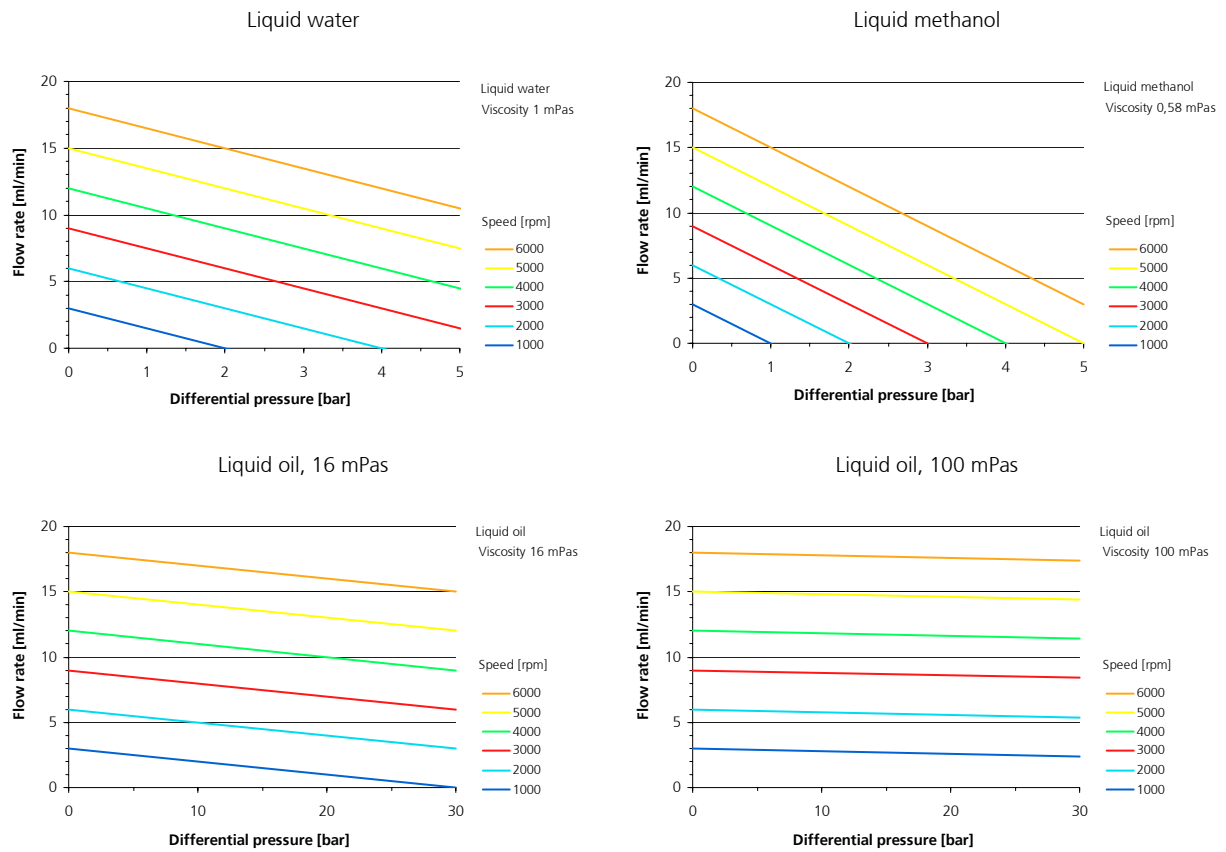 Liquid water
Liquid water
Viscosity 1 mPas
Flow rate [ml/min]
20
15
10
5
0
0 1 2 3 4 5
Differential pressure [bar]
Speed [rpm]
6000
5000
4000
3000
2000
1000
Liquid methanol
Liquid methanol
Viscosity 0,58 mPas
Flow rate [ml/min]
20
15
10
5
0
0 1 2 3 4 5
Differential pressure [bar]
Speed [rpm]
6000
5000
4000
3000
2000
1000
Liquid oil, 16 mPas
Liquid oil
Viscosity 16 mPas
Flow rate [ml/min]
20
15
10
5
0
0 10 20 30
Differential pressure [bar]
Speed [rpm]
6000
5000
4000
3000
2000
1000
Liquid oil, 100 mPas
Liquid oil
Viscosity 100 mPas
Flow rate [ml/min]
20
15
10
5
0
0 10 20 30
Differential pressure [bar]
Speed [rpm]
6000
5000
4000
3000
2000
1000